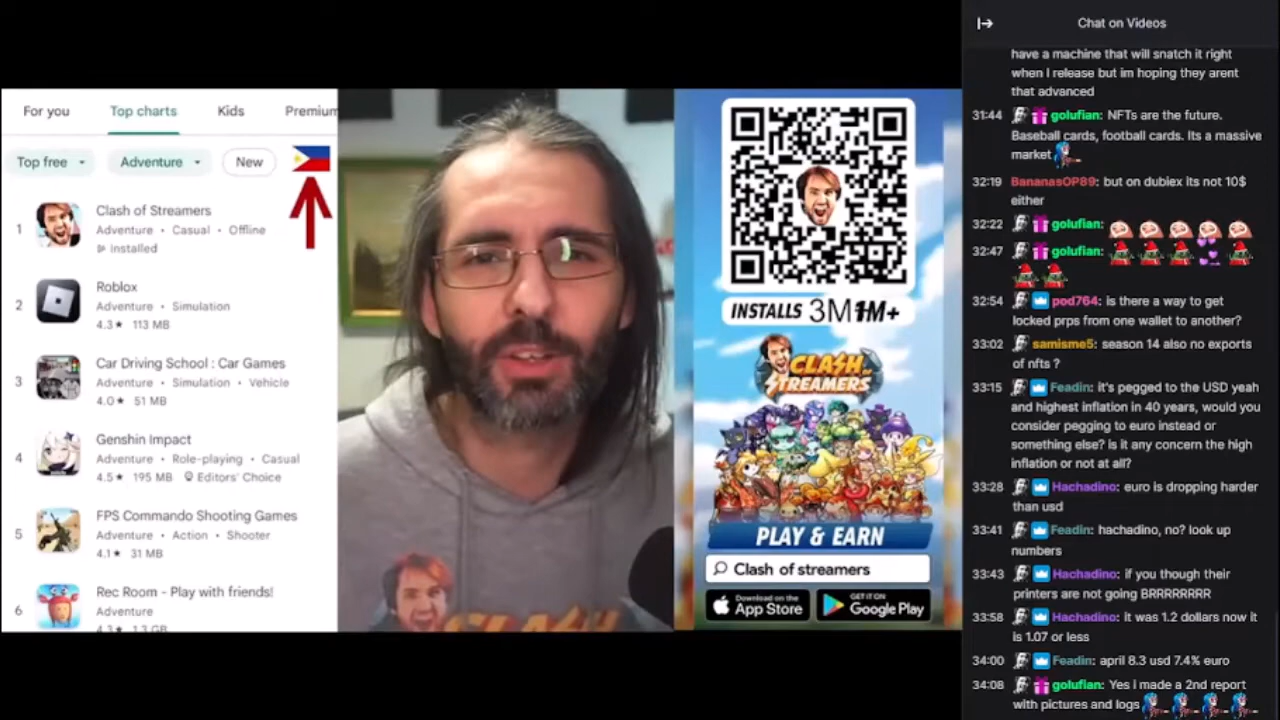 For you Top charts Kids Premium
Top free Adventure New
1 Clash of Streamers
Adventure • Casual • Offline
Installed
2 Roblox
Adventure • Simulation
4.3★ 113 MB
3 Car Driving School : Car Games
Adventure • Simulation • Vehicle
4.0★ 51 MB
4 Genshin Impact
Adventure • Role-playing • Casual
4.5★ 195 MB Editors' Choice
5 FPS Commando Shooting Games
Adventure • Action • Shooter
4.1★ 31 MB
6 Rec Room - Play with friends!
Adventure
4.3★ 1.3 GB
CLASH
INSTALLS 3M 1M+
CLASH OF
STREAMERS
PLAY & EARN
Clash of streamers
Download on the
App Store
GET IT ON
Google Play
Chat on Videos
have a machine that will snatch it right
when I release but im hoping they arent
that advanced
31:44 golufian: NFTs are the future.
Baseball cards, football cards. Its a massive
market
32:19 BananasOP89: but on dubiex its not 10$
either
32:22 golufian:
32:47 golufian:
32:54 pod764: is there a way to get
locked prps from one wallet to another?
33:02 samisme5: season 14 also no exports
of nfts ?
33:15 Feadin: it's pegged to the USD yeah
and highest inflation in 40 years, would you
consider pegging to euro instead or
something else? is it any concern the high
inflation or not at all?
33:28 Hachadino: euro is dropping harder
than usd
33:41 Feadin: hachadino, no? look up
numbers
33:43 Hachadino: if you though their
printers are not going BRRRRRRRR
33:58 Hachadino: it was 1.2 dollars now it
is 1.07 or less
34:00 Feadin: april 8.3 usd 7.4% euro
34:08 golufian: Yes i made a 2nd report
with pictures and logs